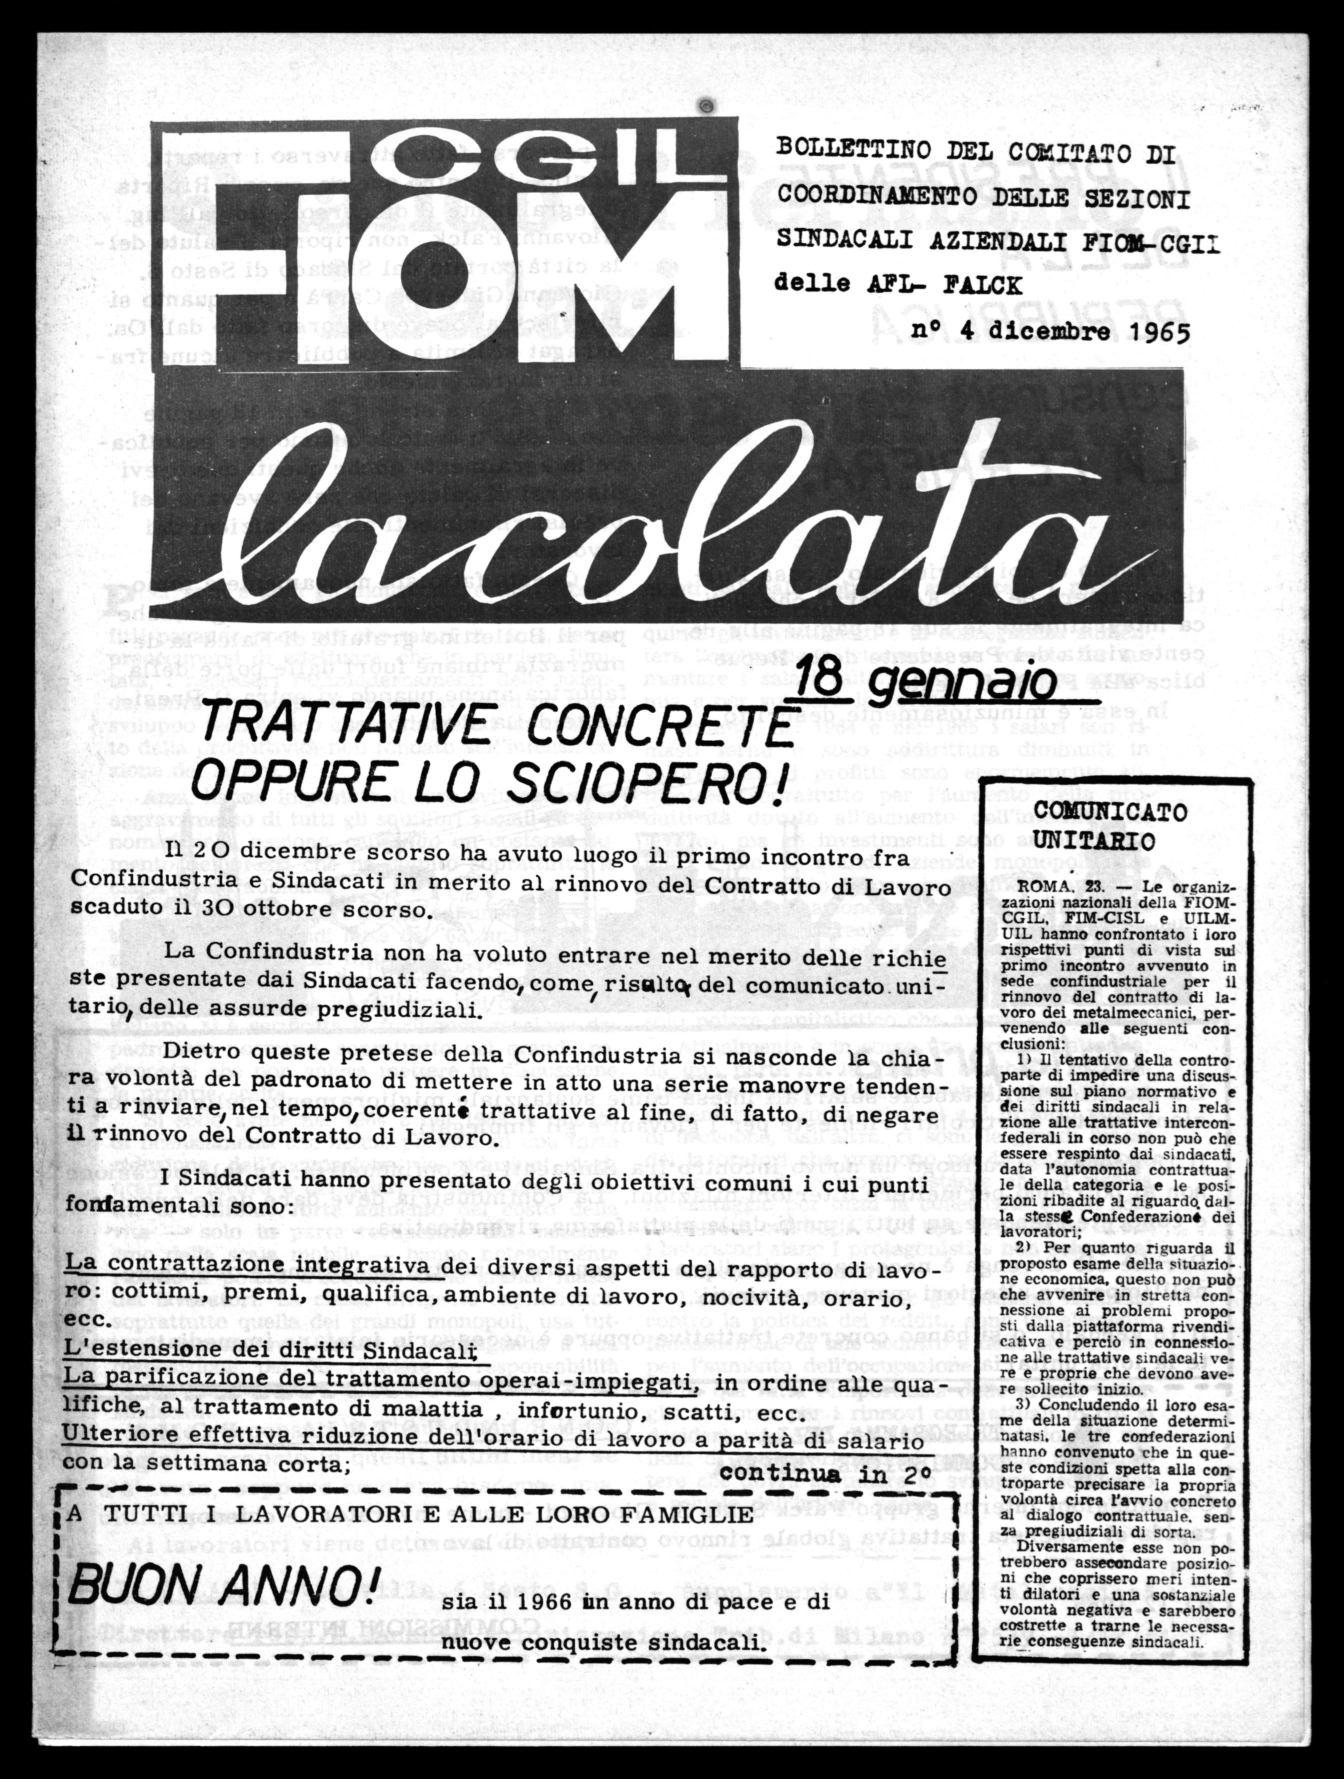 CGIL
FIOM
BOLLETTINO DEL COMITATO DI
COORDINAMENTO DELLE SEZIONI
SINDACALI AZIENDALI FIOM-CGIL
delle AFL- FALCK
n° 4 dicembre 1965
la colata
18 gennaio
TRATTATIVE CONCRETE
OPPURE LO SCIOPERO!
Il 20 dicembre scorso ha avuto luogo il primo incontro fra
Confindustria e Sindacati in merito al rinnovo del Contratto di Lavoro
scaduto il 30 ottobre scorso.
La Confindustria non ha voluto entrare nel merito delle richie
ste presentate dai Sindacati facendo, come, risulta, del comunicato uni-
tario, delle assurde pregiudiziali.
Dietro queste pretese della Confindustria si nasconde la chia-
ra volontà del padronato di mettere in atto una serie manovre tenden-
ti a rinviare, nel tempo, coerenti trattative al fine, di fatto, di negare
il rinnovo del Contratto di Lavoro.
I Sindacati hanno presentato degli obiettivi comuni i cui punti
fondamentali sono:
La contrattazione integrativa dei diversi aspetti del rapporto di lavo-
ro: cottimi, premi, qualifica, ambiente di lavoro, nocività, orario,
ecc.
L'estensione dei diritti Sindacali;
La parificazione del trattamento operai-impiegati, in ordine alle qua-
lifiche, al trattamento di malattia , infortunio, scatti, ecc.
Ulteriore effettiva riduzione dell'orario di lavoro a parità di salario
con la settimana corta;
continua in 2°
A TUTTI I LAVORATORI E ALLE LORO FAMIGLIE
BUON ANNO!
sia il 1966 un anno di pace e di
nuove conquiste sindacali.
COMUNICATO
UNITARIO
ROMA, 23. — Le organiz-
zazioni nazionali della FIOM-
CGIL, FIM-CISL e UILM-
UIL hanno confrontato i loro
rispettivi punti di vista sul
primo incontro avvenuto in
sede confindustriale per il
rinnovo del contratto di la-
voro dei metalmeccanici, per-
venendo alle seguenti con-
clusioni:
1) Il tentativo della contro-
parte di impedire una discus-
sione sul piano normativo e
dei diritti sindacali in rela-
zione alle trattative intercon-
federali in corso non può che
essere respinto dai sindacati,
data l'autonomia contrattua-
le della categoria e le posi-
zioni ribadite al riguardo dal-
la stesse Confederazioni dei
lavoratori;
2) Per quanto riguarda il
proposto esame della situazio-
ne economica, questo non può
che avvenire in stretta con-
nessione ai problemi propo-
sti dalla piattaforma rivendi-
cativa e perciò in connessio-
ne alle trattative sindacali ve-
re e proprie che devono ave-
re sollecito inizio.
3) Concludendo il loro esa-
me della situazione determi-
natasi, le tre confederazioni
hanno convenuto che in que-
ste condizioni spetta alla con-
troparte precisare la propria
volontà circa l'avvio concreto
al dialogo contrattuale, sen-
za pregiudiziali di sorta.
Diversamente esse non po-
trebbero assecondare posizio-
ni che coprissero meri inten-
ti dilatori e una sostanziale
volontà negativa e sarebbero
costrette a trarne le necessa-
rie conseguenze sindacali.